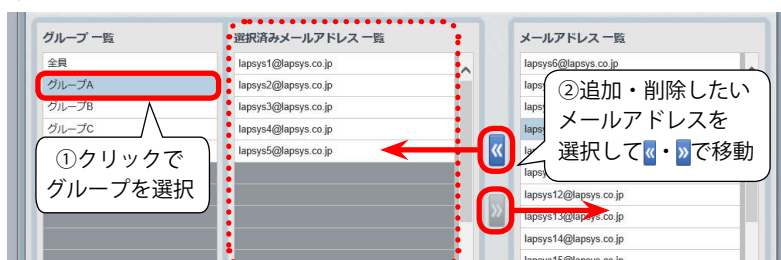 グループ 一覧
全員
グループA
グループB
グループC
①クリックで
グループを選択
選択済みメールアドレス 一覧
lapsys1@lapsys.co.jp
lapsys2@lapsys.co.jp
lapsys3@lapsys.co.jp
lapsys4@lapsys.co.jp
lapsys5@lapsys.co.jp
«
»
メールアドレス 一覧
lapsys6@lapsys.co.jp
②追加・削除したい
メールアドレスを
選択して«・»で移動
lapsys12@lapsys.co.jp
lapsys13@lapsys.co.jp
lapsys14@lapsys.co.jp
lapsys15@lapsys.co.jp